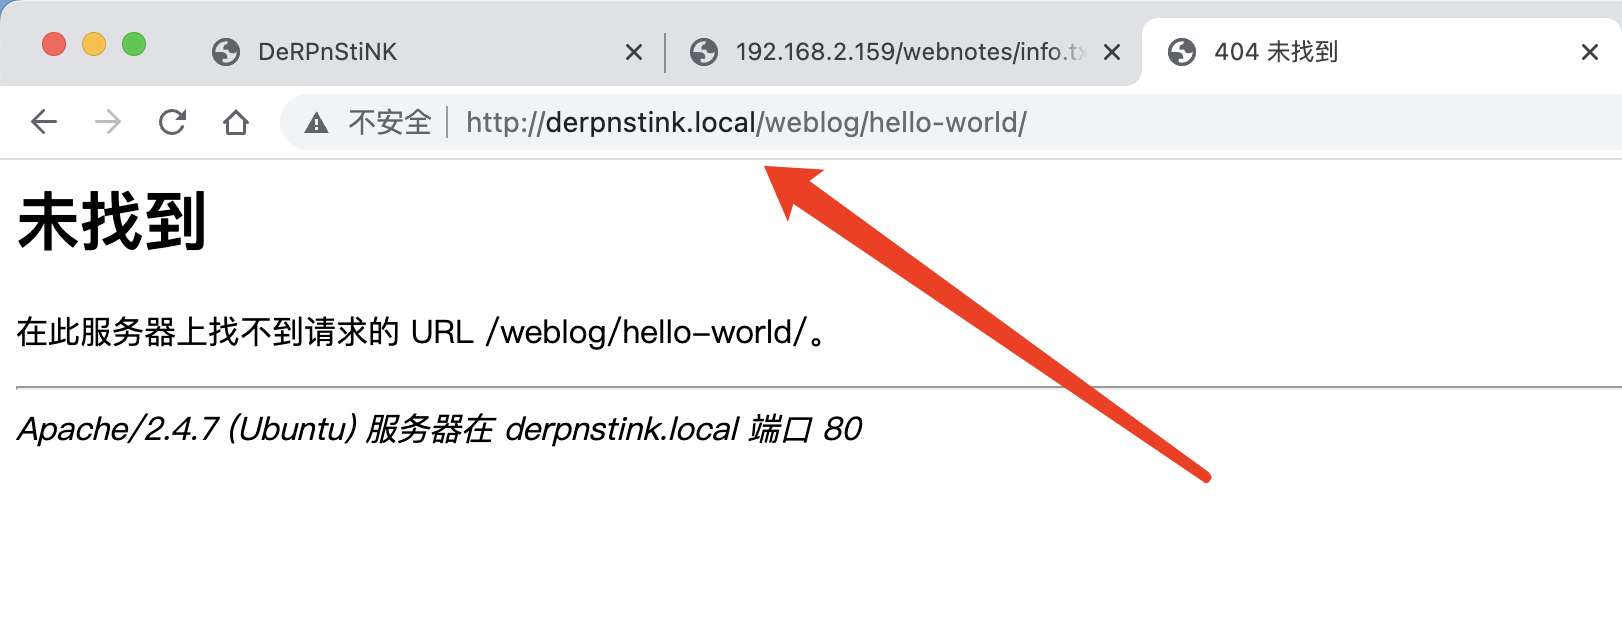 DeRPnStiNK
192.168.2.159/webnotes/info.tx
404 未找到
不安全
http://derpnstink.local/weblog/hello-world/
未找到
在此服务器上找不到请求的 URL /weblog/hello-world/。
Apache/2.4.7 (Ubuntu) 服务器在 derpnstink.local 端口 80